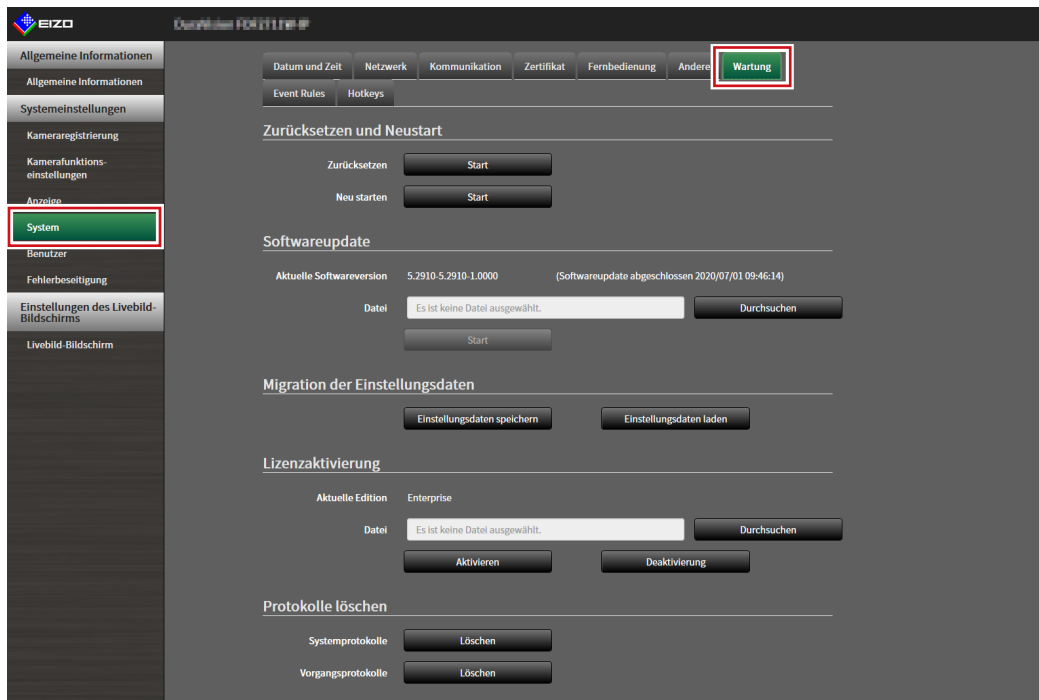 EIZO
Allgemeine Informationen
Allgemeine Informationen
Systemeinstellungen
Kameraregistrierung
Kamerafunktions-
einstellungen
Anzeige
System
Benutzer
Fehlerbeseitigung
Einstellungen des Livebild-
Bildschirms
Livebild-Bildschirm
Datum und Zeit Netzwerk Kommunikation Zertifikat Fernbedienung Andere Wartung
Event Rules Hotkeys
Zurücksetzen und Neustart
Zurücksetzen Start
Neu starten Start
Softwareupdate
Aktuelle Softwareversion 5.2910-5.2910-1.0000 (Softwareupdate abgeschlossen 2020/07/01 09:46:14)
Datei Es ist keine Datei ausgewählt. Durchsuchen
Start
Migration der Einstellungsdaten
Einstellungsdaten speichern Einstellungsdaten laden
Lizenzaktivierung
Aktuelle Edition Enterprise
Datei Es ist keine Datei ausgewählt. Durchsuchen
Aktivieren Deaktivierung
Protokolle löschen
Systemprotokolle Löschen
Vorgangsprotokolle Löschen